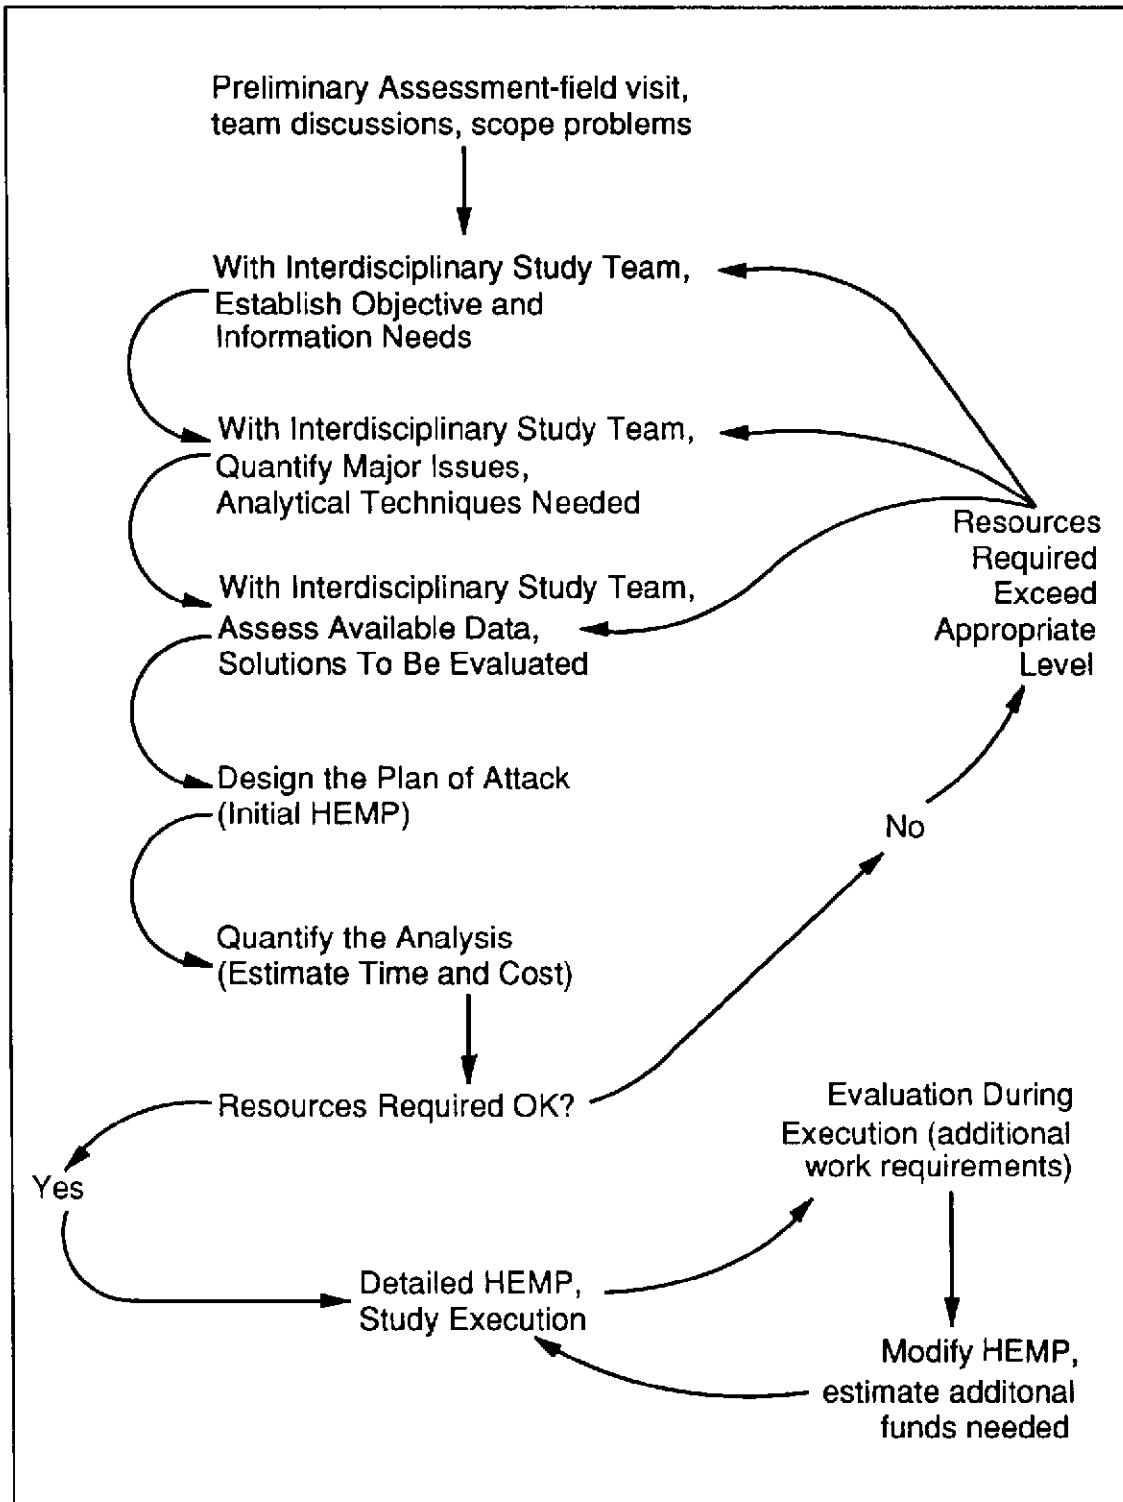 Preliminary Assessment-field visit,
team discussions, scope problems
With Interdisciplinary Study Team,
Establish Objective and
Information Needs
With Interdisciplinary Study Team,
Quantify Major Issues,
Analytical Techniques Needed
With Interdisciplinary Study Team,
Assess Available Data,
Solutions To Be Evaluated
Resources
Required
Exceed
Appropriate
Level
Design the Plan of Attack
(Initial HEMP)
No
Quantify the Analysis
(Estimate Time and Cost)
Resources Required OK?
Yes
Evaluation During
Execution (additional
work requirements)
Detailed HEMP,
Study Execution
Modify HEMP,
estimate additonal
funds needed